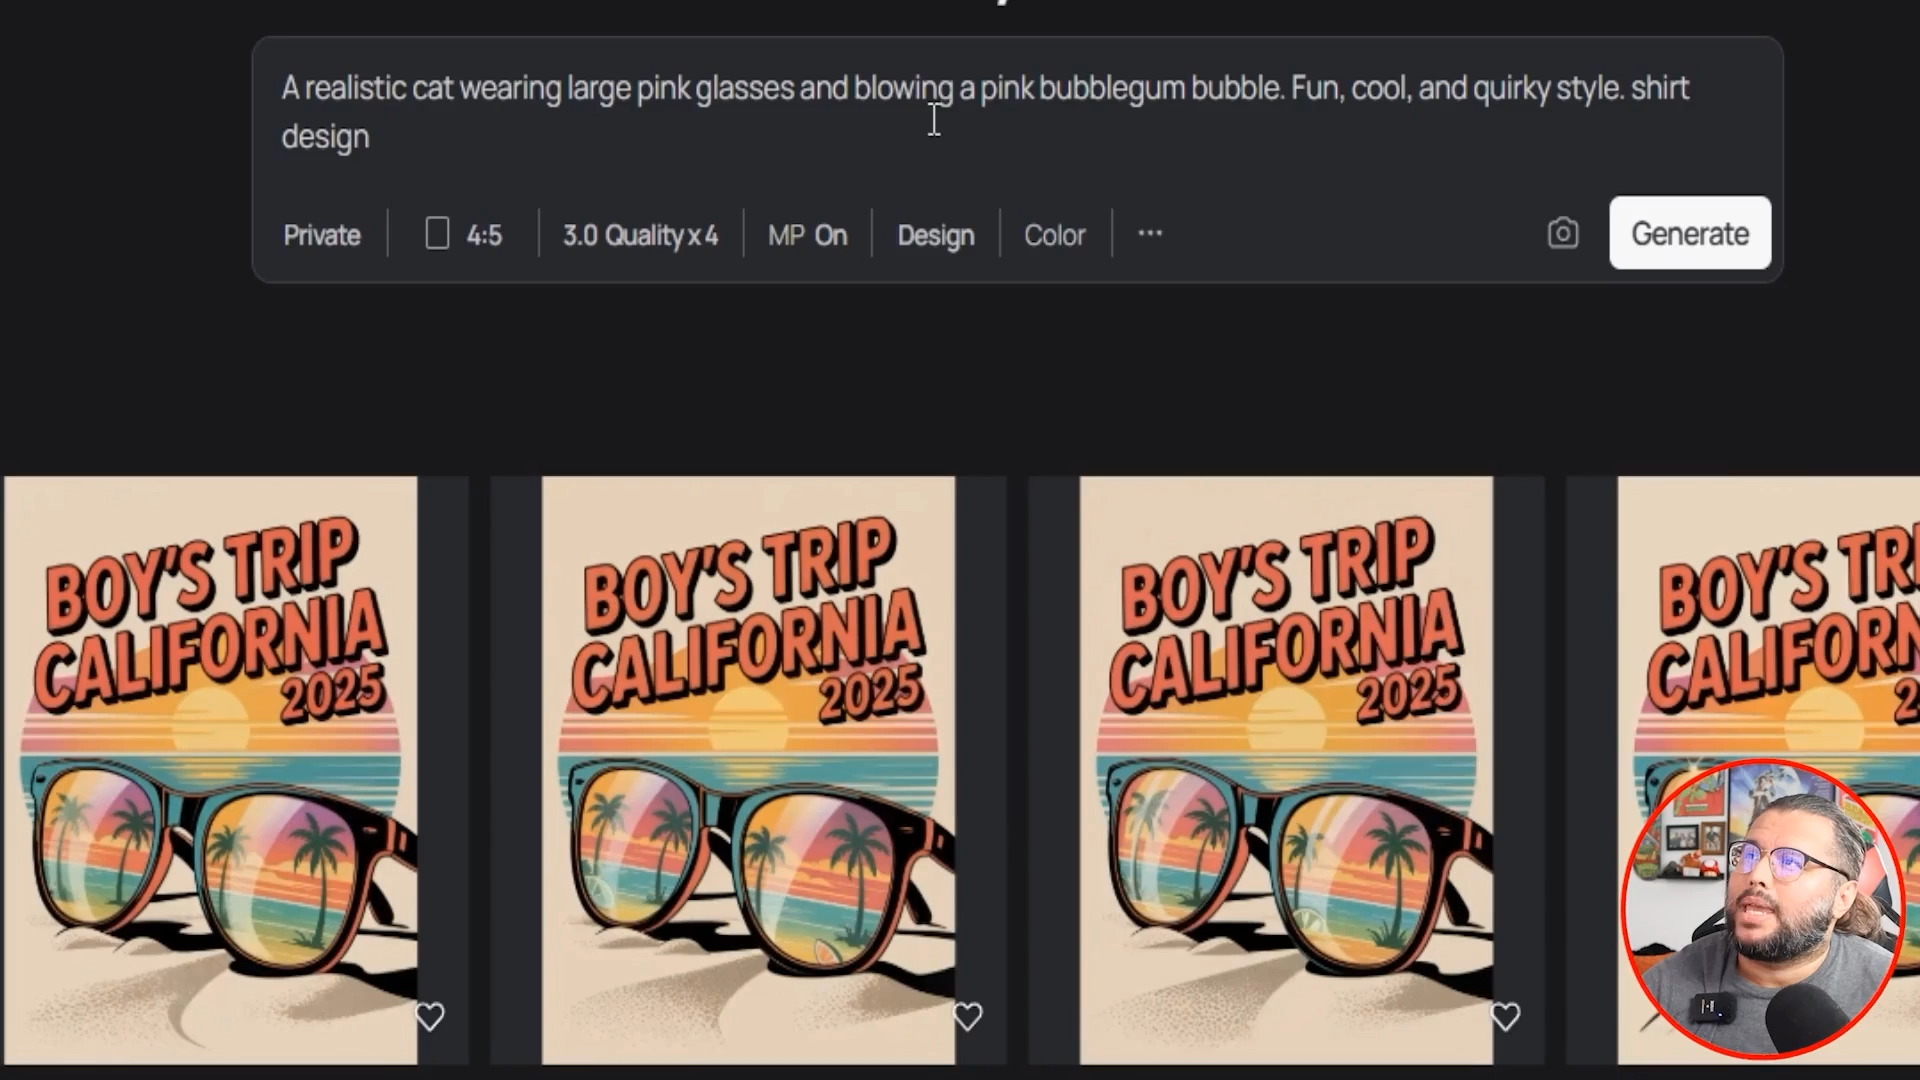 A realistic cat wearing large pink glasses and blowing a pink bubblegum bubble. Fun, cool, and quirky style. shirt
design
Private
4:5
3.0 Quality x 4
MP On
Design
Color
Generate
BOY'S TRIP
CALIFORNIA
2025
BOY'S TRIP
CALIFORNIA
2025
BOY'S TRIP
CALIFORNIA
2025
BOY'S TRI
CALIFORN
2